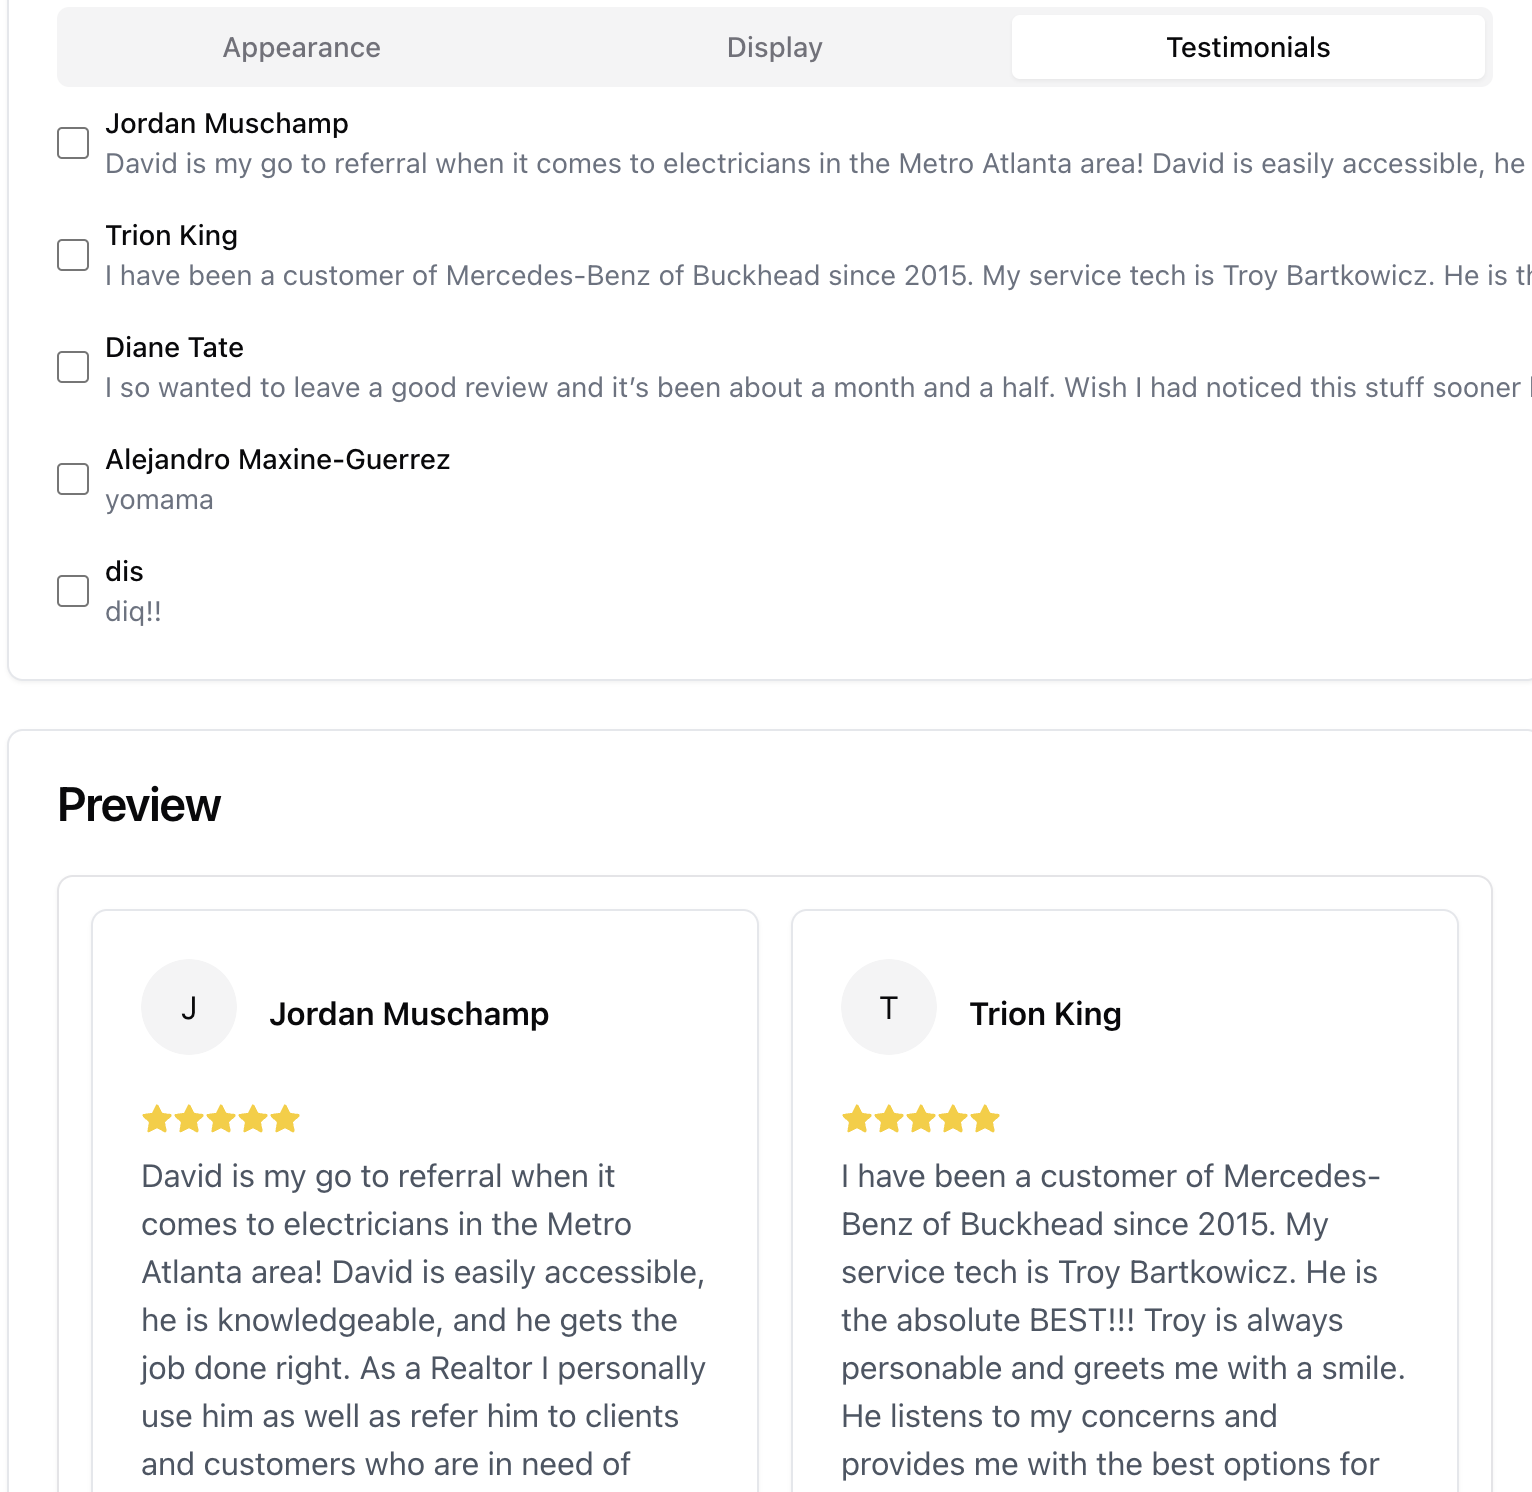 Appearance
Display
Testimonials
Jordan Muschamp
David is my go to referral when it comes to electricians in the Metro Atlanta area! David is easily accessible, he
Trion King
I have been a customer of Mercedes-Benz of Buckhead since 2015. My service tech is Troy Bartkowicz. He is
Diane Tate
I so wanted to leave a good review and it’s been about a month and a half. Wish I had noticed this stuff sooner
Alejandro Maxine-Guerrez
yomama
dis
diq!!
Preview
J
Jordan Muschamp
David is my go to referral when it
comes to electricians in the Metro
Atlanta area! David is easily accessible,
he is knowledgeable, and he gets the
job done right. As a Realtor I personally
use him as well as refer him to clients
and customers who are in need of
T
Trion King
I have been a customer of Mercedes-
Benz of Buckhead since 2015. My
service tech is Troy Bartkowicz. He is
the absolute BEST!!! Troy is always
personable and greets me with a smile.
He listens to my concerns and
provides me with the best options for